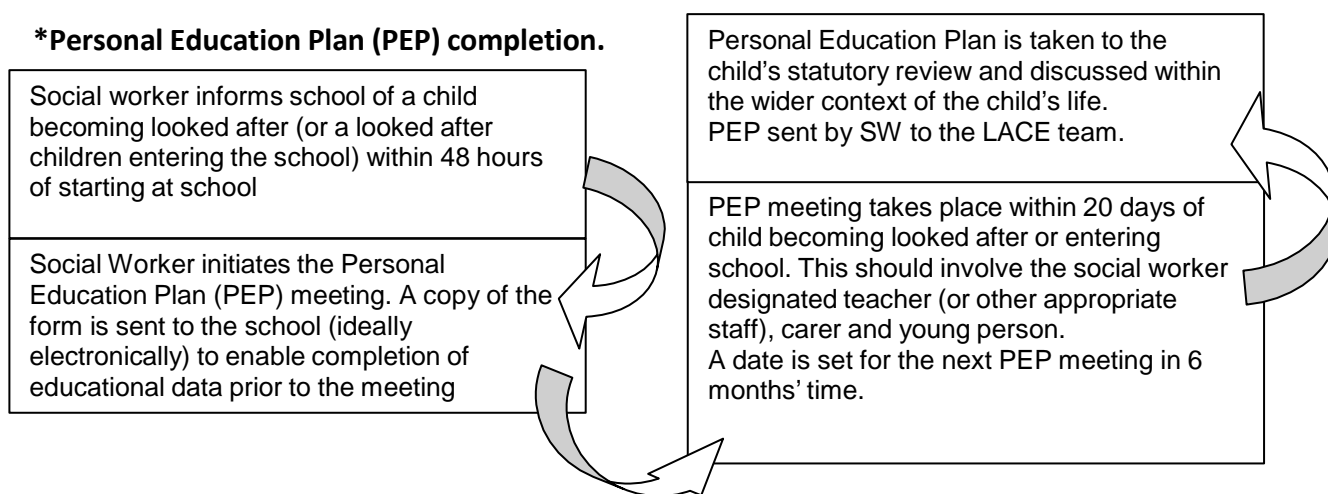 *Personal Education Plan (PEP) completion.
Social worker informs school of a child
becoming looked after (or a looked after
children entering the school) within 48 hours
of starting at school
Social Worker initiates the Personal
Education Plan (PEP) meeting. A copy of the
form is sent to the school (ideally
electronically) to enable completion of
educational data prior to the meeting
PEP meeting takes place within 20 days of
child becoming looked after or entering
school. This should involve the social worker
designated teacher (or other appropriate
staff), carer and young person.
A date is set for the next PEP meeting in 6
months’ time.
Personal Education Plan is taken to the
child’s statutory review and discussed within
the wider context of the child’s life.
PEP sent by SW to the LACE team.